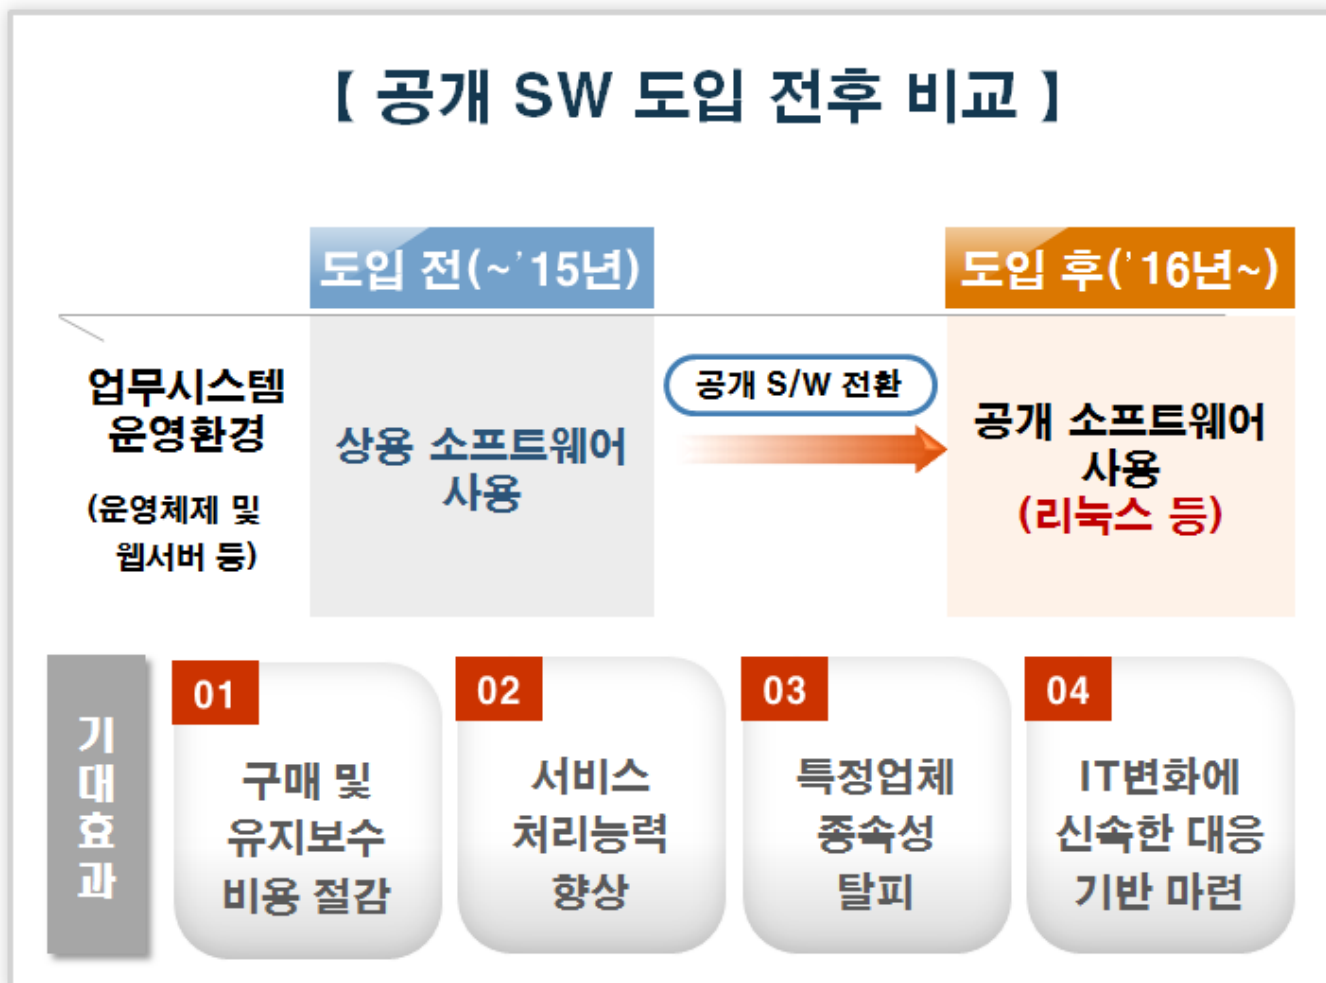 【 공개 SW 도입 전후 비교 】
도입 전(~’15년)
도입 후(’16년~)
업무시스템
운영환경
(운영체제 및
웹서버 등)
상용 소프트웨어
사용
공개 S/W 전환
공개 소프트웨어
사용
(리눅스 등)
기
대
효
과
01
구매 및
유지보수
비용 절감
02
서비스
처리능력
향상
03
특정업체
종속성
탈피
04
IT변화에
신속한 대응
기반 마련